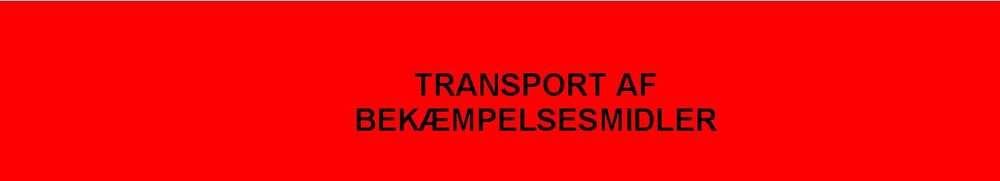 TRANSPORT AF
BEKÆMPELSESMIDLER